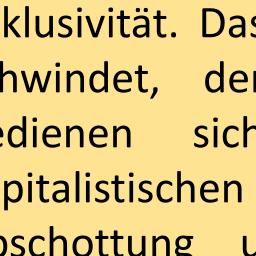 klusivität. Das
hwindet, der
edienen sich
pitalistischen
bschottung u